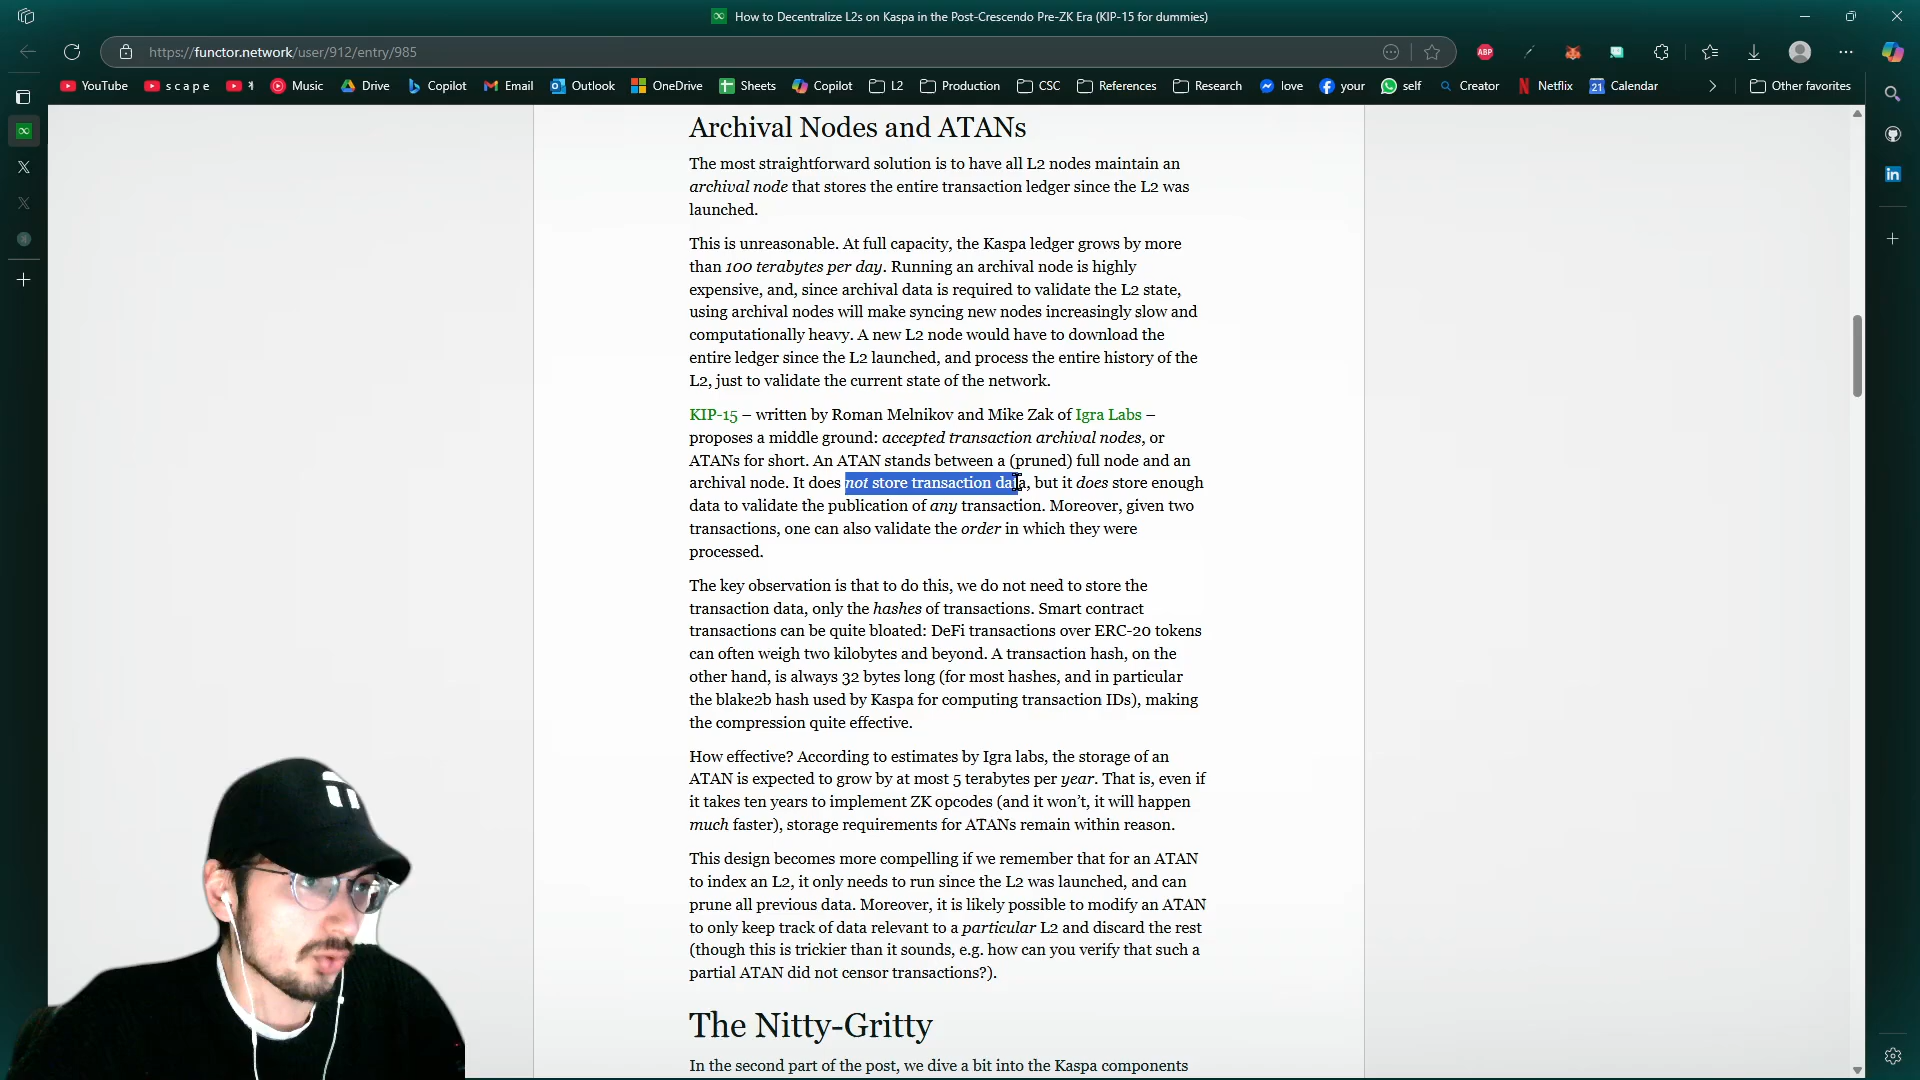 How to Decentralize L2s on Kaspa in the Post-Crescendo Pre-ZK Era (KIP-15 for dummies)
https://functor.network/user/912/entry/985
ABP
YouTube
s c a p e
Music
Drive
Copilot
Email
Outlook
OneDrive
Sheets
Copilot
L2
Production
CSC
References
Research
love
your
self
Creator
Netflix
21 Calendar
Other favorites
Archival Nodes and ATANs
The most straightforward solution is to have all L2 nodes maintain an
archival node that stores the entire transaction ledger since the L2 was
launched.
This is unreasonable. At full capacity, the Kaspa ledger grows by more
than 100 terabytes per day. Running an archival node is highly
expensive, and, since archival data is required to validate the L2 state,
using archival nodes will make syncing new nodes increasingly slow and
computationally heavy. A new L2 node would have to download the
entire ledger since the L2 launched, and process the entire history of the
L2, just to validate the current state of the network.
KIP-15 – written by Roman Melnikov and Mike Zak of Igra Labs –
proposes a middle ground: accepted transaction archival nodes, or
ATANs for short. An ATAN stands between a (pruned) full node and an
archival node. It does not store transaction data, but it does store enough
data to validate the publication of any transaction. Moreover, given two
transactions, one can also validate the order in which they were
processed.
The key observation is that to do this, we do not need to store the
transaction data, only the hashes of transactions. Smart contract
transactions can be quite bloated: DeFi transactions over ERC-20 tokens
can often weigh two kilobytes and beyond. A transaction hash, on the
other hand, is always 32 bytes long (for most hashes, and in particular
the blake2b hash used by Kaspa for computing transaction IDs), making
the compression quite effective.
How effective? According to estimates by Igra labs, the storage of an
ATAN is expected to grow by at most 5 terabytes per year. That is, even if
it takes ten years to implement ZK opcodes (and it won't, it will happen
much faster), storage requirements for ATANs remain within reason.
This design becomes more compelling if we remember that for an ATAN
to index an L2, it only needs to run since the L2 was launched, and can
prune all previous data. Moreover, it is likely possible to modify an ATAN
to only keep track of data relevant to a particular L2 and discard the rest
(though this is trickier than it sounds, e.g. how can you verify that such a
partial ATAN did not censor transactions?).
The Nitty-Gritty
In the second part of the post, we dive a bit into the Kaspa components